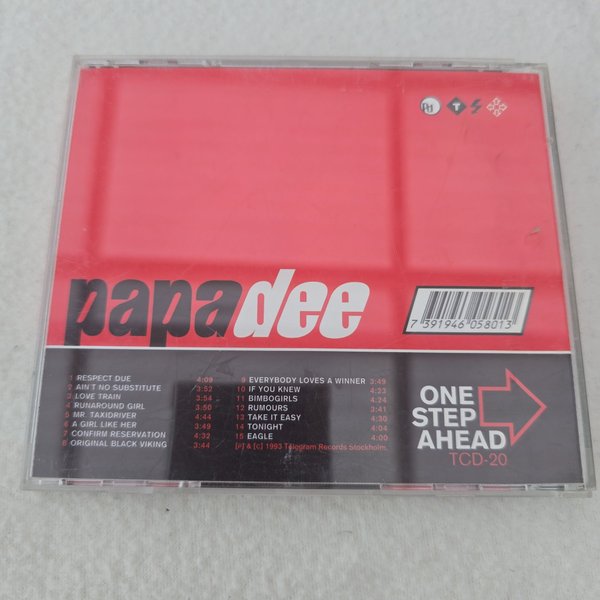 papadee
7 391946 058013
1 RESPECT DUE 4:09
2 AIN'T NO SUBSTITUTE 3:52
3 LOVE TRAIN 3:54
4 RUNAROUND GIRL 3:50
5 MR. TAXIDRIVER 4:44
6 A GIRL LIKE HER 3:49
7 CONFIRM RESERVATION 4:32
8 ORIGINAL BLACK VIKING 3:44
9 EVERYBODY LOVES A WINNER 3:49
10 IF YOU KNEW 4:23
11 BIMBOGIRLS 4:24
12 RUMOURS 3:41
13 TAKE IT EASY 4:30
14 TONIGHT 4:04
15 EAGLE 4:00
[P] & [C] 1993 Telegram Records Stockholm.
ONE
STEP
AHEAD
TCD-20